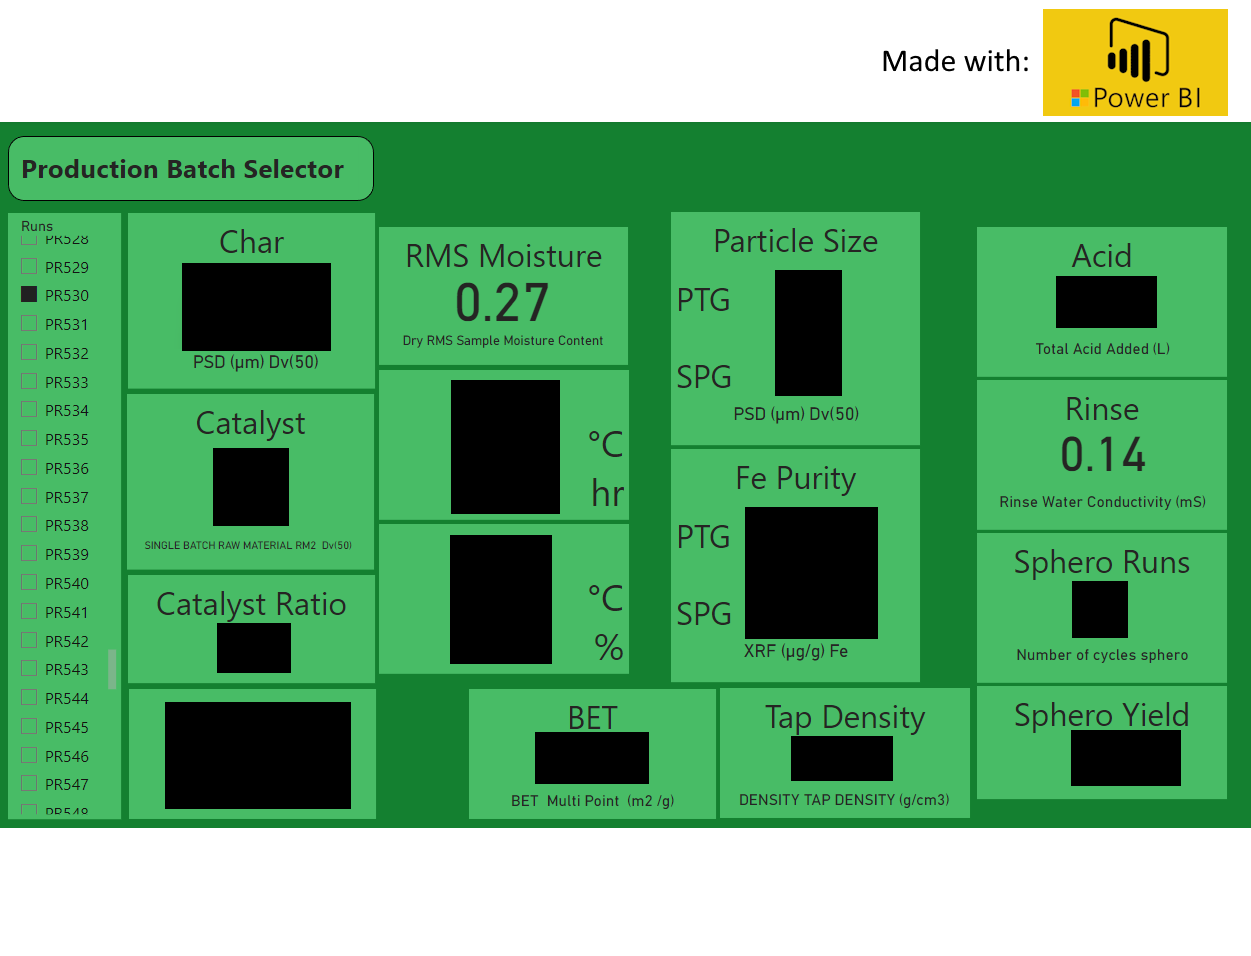 Made with:
Power BI
Production Batch Selector
Runs
PR528
PR529
PR530
PR531
PR532
PR533
PR534
PR535
PR536
PR537
PR538
PR539
PR540
PR541
PR542
PR543
PR544
PR545
PR546
PR547
PR548
Char
PSD (µm) Dv(50)
Catalyst
SINGLE BATCH RAW MATERIAL RM2 Dv(50)
Catalyst Ratio
RMS Moisture
0.27
Dry RMS Sample Moisture Content
°C
hr
°C
%
Particle Size
PTG
SPG
PSD (µm) Dv(50)
Fe Purity
PTG
SPG
XRF (µg/g) Fe
BET
BET Multi Point (m2 /g)
Tap Density
DENSITY TAP DENSITY (g/cm3)
Acid
Total Acid Added (L)
Rinse
0.14
Rinse Water Conductivity (mS)
Sphero Runs
Number of cycles sphero
Sphero Yield